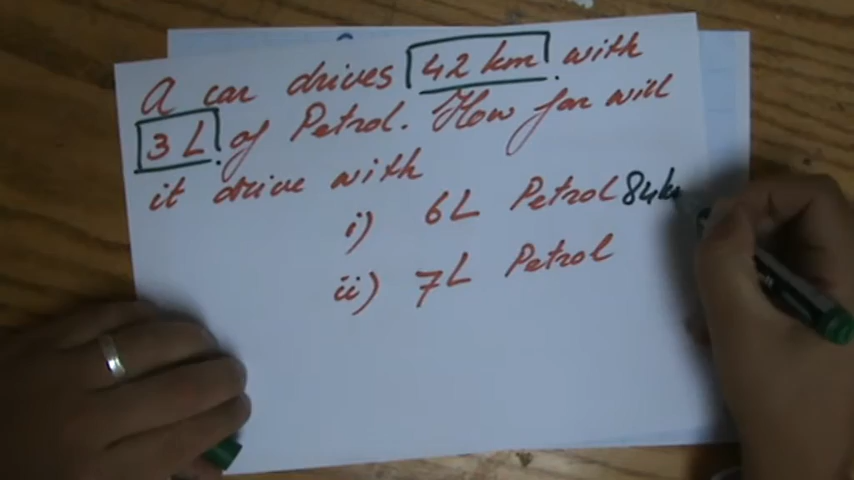 A car drives 42 km with
3 L of Petrol. How far will
it drive with
i) 6L Petrol 84k
ii) 7L Petrol